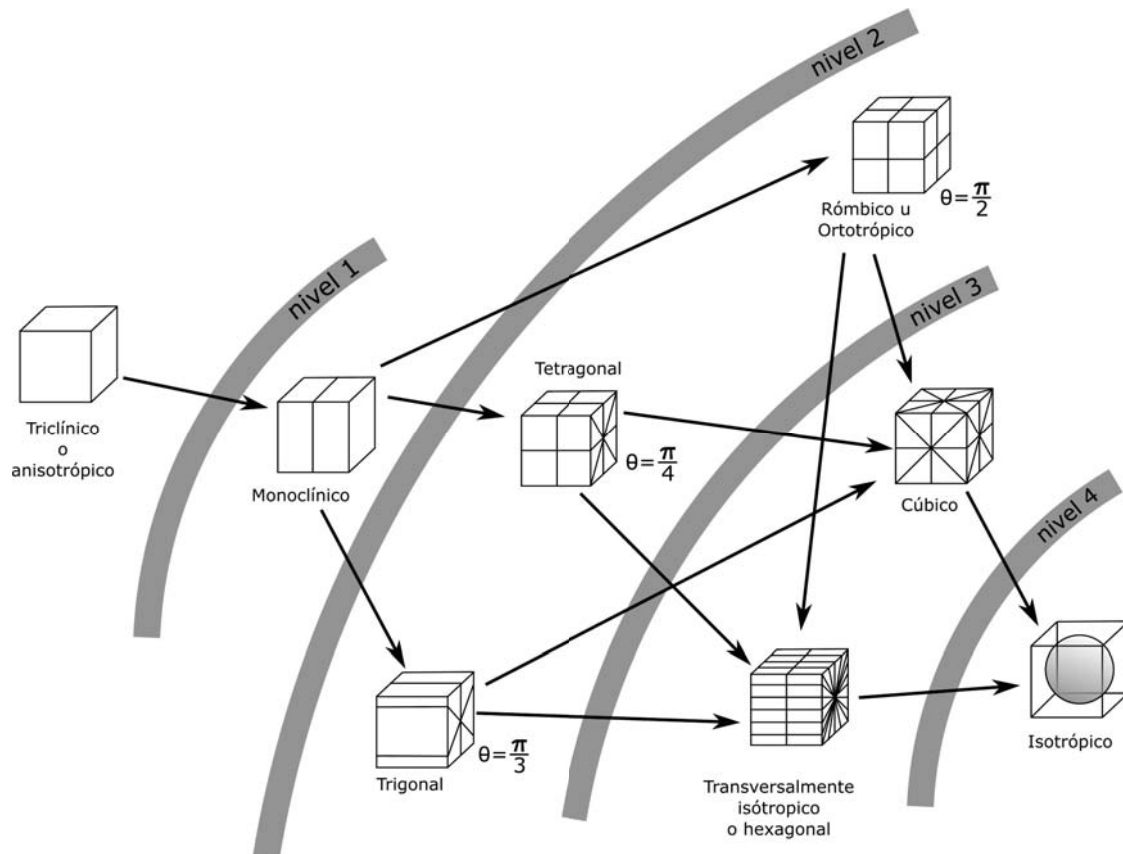 nivel 2
Rómbico u
Ortotrópico
θ=π/2
nivel 1
nivel 3
Triclínico
o
anisotrópico
Monoclínico
Tetragonal
θ=π/4
Cúbico
nivel 4
Trigonal
θ=π/3
Transversalmente
isótropico
o hexagonal
Isotrópico